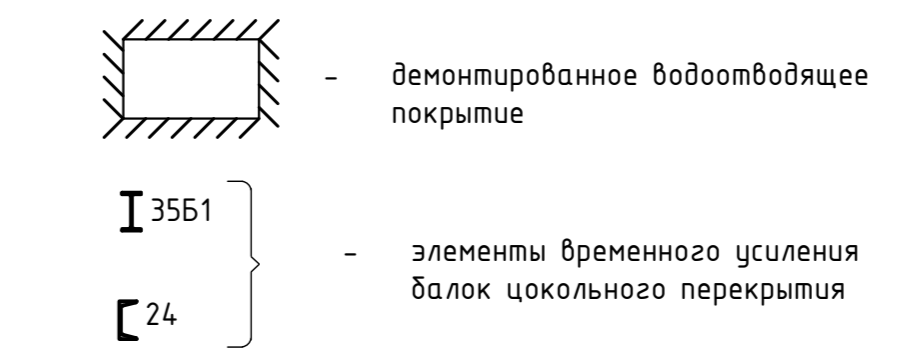 - демонтированное водоотводящее
покрытие
35Б1
- элементы временного усиления
балок цокольного перекрытия
24